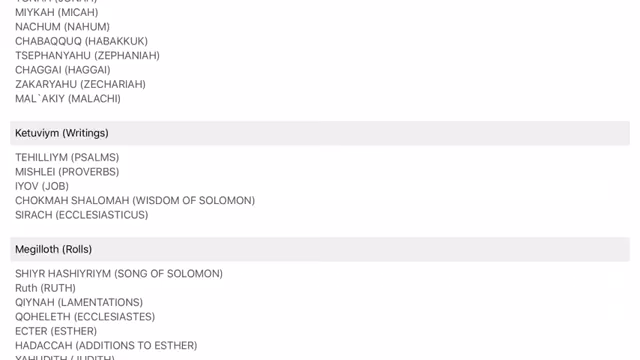 MIYKAH (MICAH)
NACHUM (NAHUM)
CHABAQQUQ (HABAKKUK)
TSEPHANYAHU (ZEPHANIAH)
CHAGGAI (HAGGAI)
ZAKARYAHU (ZECHARIAH)
MAL`AKIY (MALACHI)
Ketuviym (Writings)
TEHILLIYM (PSALMS)
MISHLEI (PROVERBS)
IYOV (JOB)
CHOKMAH SHALOMAH (WISDOM OF SOLOMON)
SIRACH (ECCLESIASTICUS)
Megilloth (Rolls)
SHIYR HASHIYRIYM (SONG OF SOLOMON)
Ruth (RUTH)
QIYNAH (LAMENTATIONS)
QOHELETH (ECCLESIASTES)
ECTER (ESTHER)
HADACCAH (ADDITIONS TO ESTHER)
YAHUDITH (JUDITH)